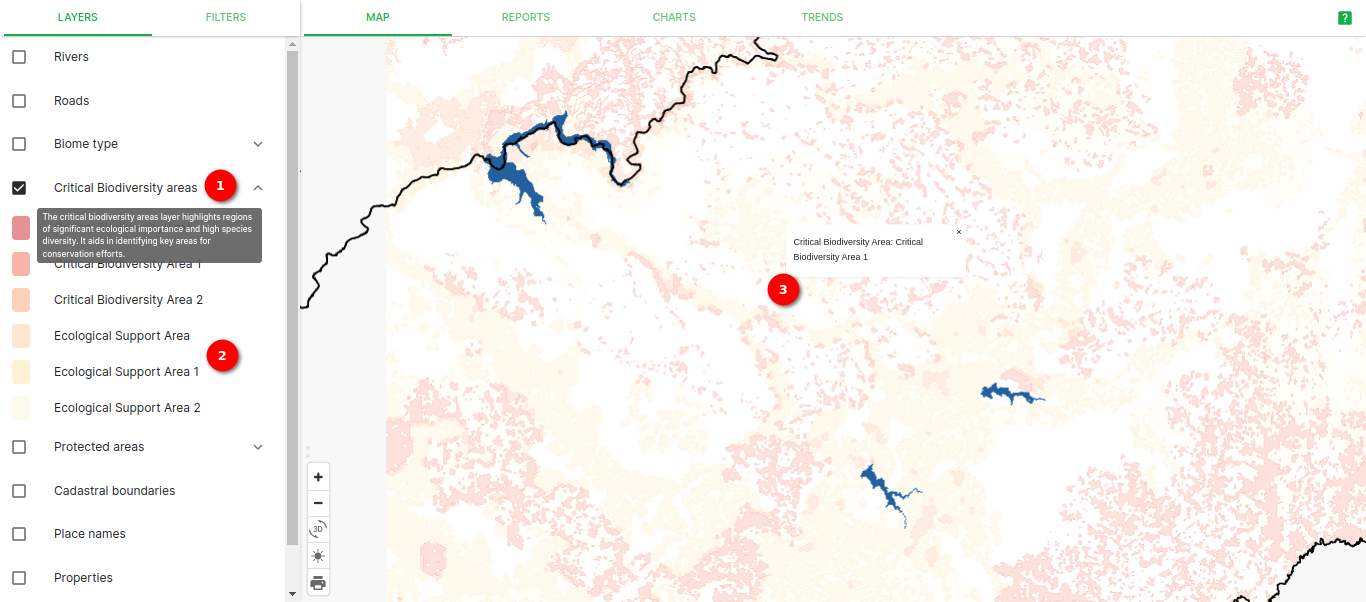 LAYERS
FILTERS
MAP
REPORTS
CHARTS
TRENDS
?
Rivers
Roads
Biome type
Critical Biodiversity areas
1
The critical biodiversity areas layer highlights regions
of significant ecological importance and high species
diversity. It aids in identifying key areas for
conservation efforts.
Critical Biodiversity Area 1
Critical Biodiversity Area 2
Ecological Support Area
2
Ecological Support Area 1
Ecological Support Area 2
Protected areas
Cadastral boundaries
Place names
Properties
×
Critical Biodiversity Area: Critical
Biodiversity Area 1
3
+
−
3D